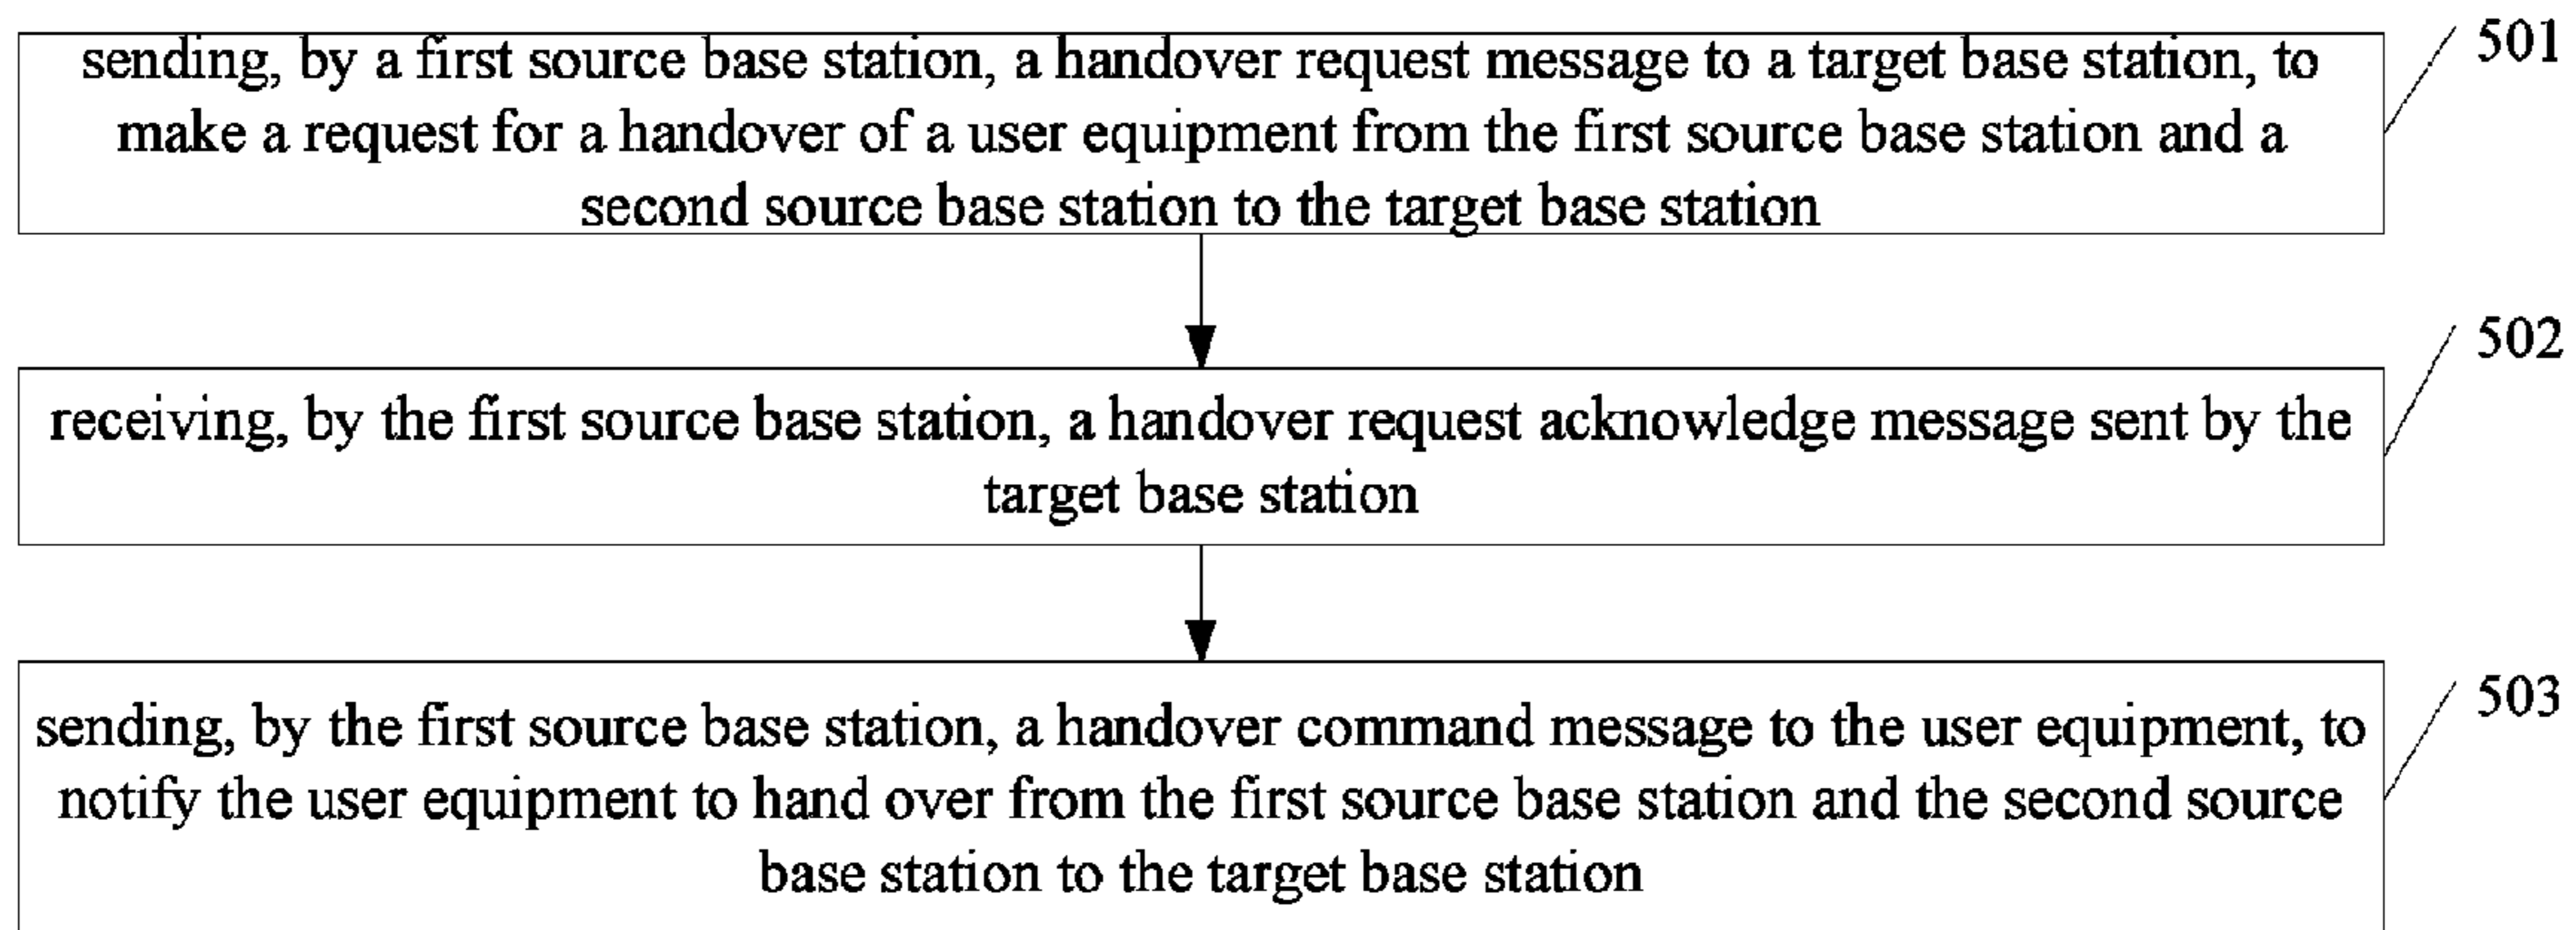 sending, by a first source base station, a handover request message to a target base station, to
501
make a request for a handover of a user equipment from the first source base station and a
second source base station to the target base station
502
receiving, by the first source base station, a handover request acknowledge message sent by the
target base station
503
sending, by the first source base station, a handover command message to the user equipment, to
notify the user equipment to hand over from the first source base station and the second source
base station to the target base station